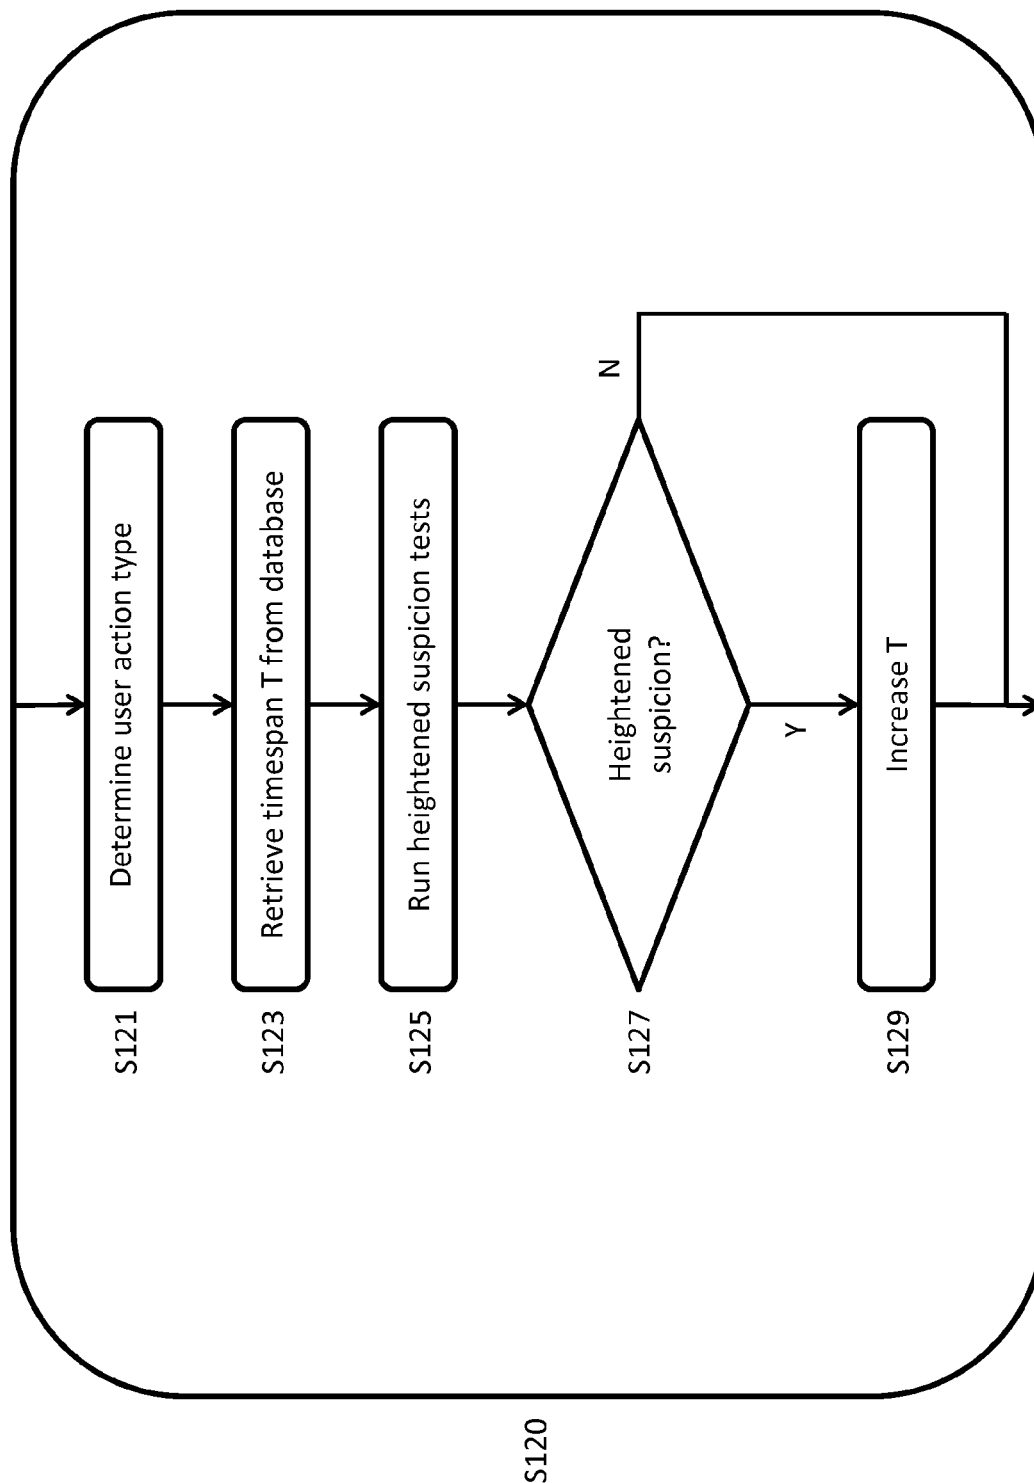 S120
S121
Determine user action type
S123
Retrieve timespan T from database
S125
Run heightened suspicion tests
S127
Heightened
suspicion?
N
Y
S129
Increase T